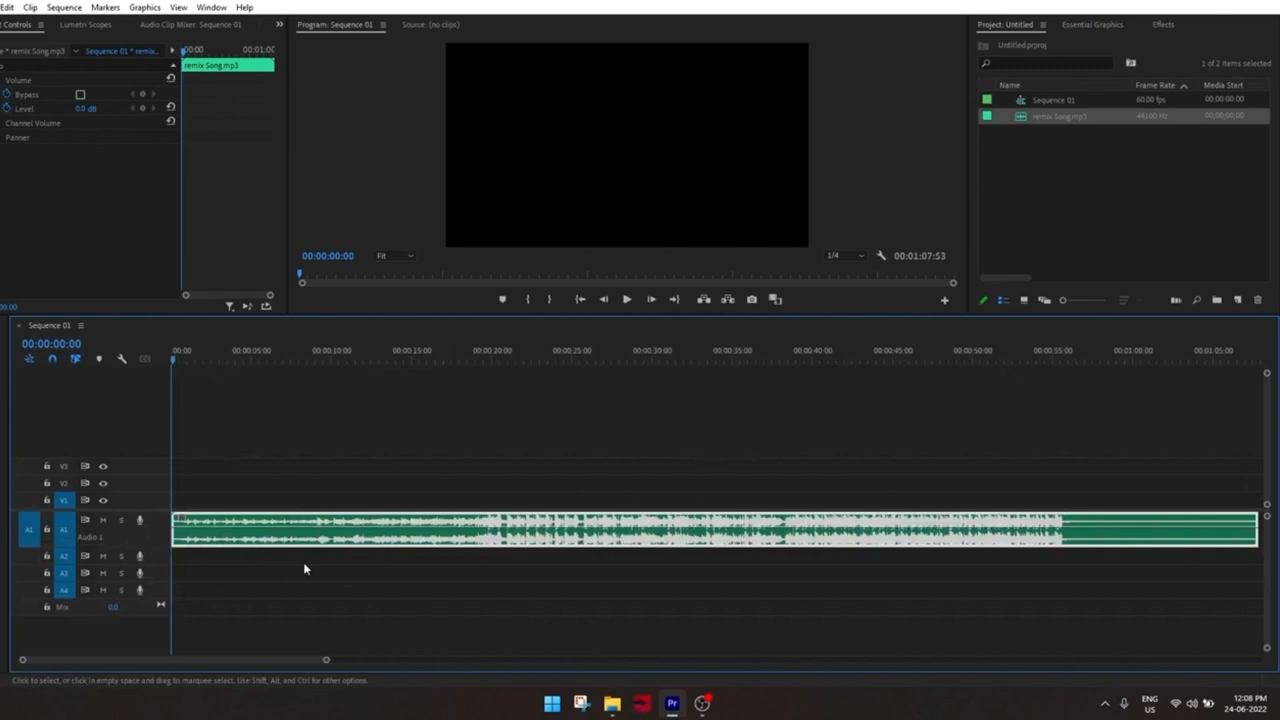 Edit Clip Sequence Markers Graphics View Window Help
Controls Lumetri Scopes Audio Clip Mixer: Sequence 01
* remix Song.mp3 Sequence 01 * remix... 00:00 00:01:00
remix Song.mp3
Volume
Bypass
Level 0.0 dB
Channel Volume
Panner
Program: Sequence 01 Source: (no clips)
00:00:00:00 Fit 1/4 00:01:07:53
Project: Untitled Essential Graphics Effects
Untitled.prproj
1 of 2 items selected
Name Frame Rate Media Start
Sequence 01 60.00 fps 00:00:00:00
remix Song.mp3 44100 Hz 00;00;00;00
Sequence 01
00:00:00:00
:00:00 00:00:05:00 00:00:10:00 00:00:15:00 00:00:20:00 00:00:25:00 00:00:30:00 00:00:35:00 00:00:40:00 00:00:45:00 00:00:50:00 00:00:55:00 00:01:00:00 00:01:05:00
V3
V2
V1
A1 A1 M S
Audio 1
A2 M S
A3 M S
A4 M S
Mix 0.0
Click to select, or click in empty space and drag to marquee select. Use Shift, Alt, and Ctrl for other options.
Pr
ENG
US
12:08 PM
24-06-2022